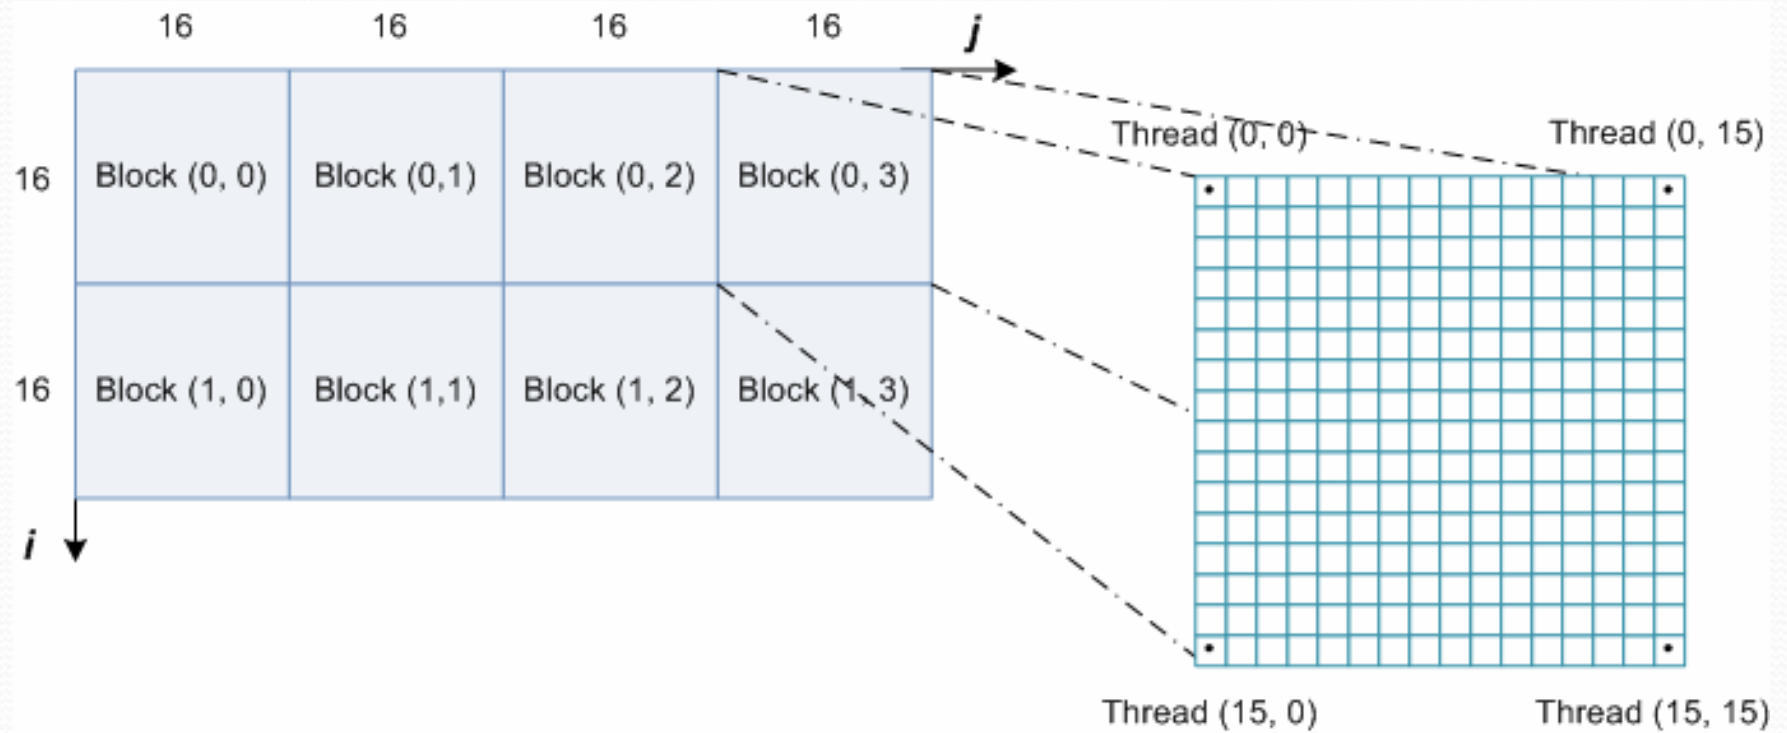 16 16 16 16 j
Thread (0, 0) Thread (0, 15)
16 Block (0, 0) Block (0,1) Block (0, 2) Block (0, 3)
16 Block (1, 0) Block (1,1) Block (1, 2) Block (1, 3)
i
Thread (15, 0) Thread (15, 15)